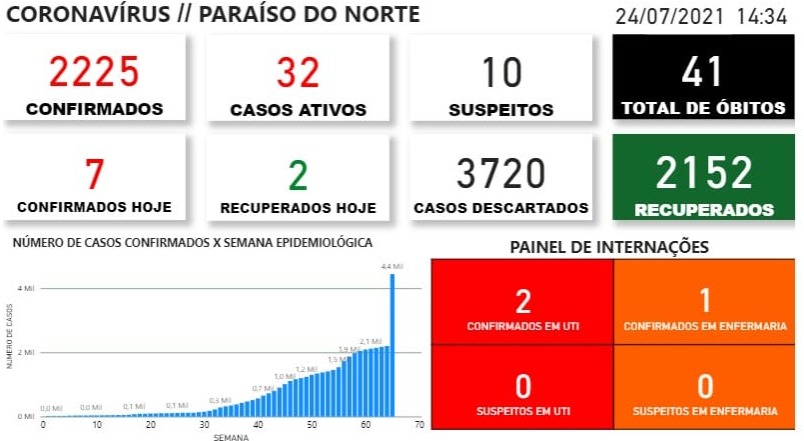 CORONAVÍRUS // PARAÍSO DO NORTE
24/07/2021 14:34
2225
CONFIRMADOS
32
CASOS ATIVOS
10
SUSPEITOS
41
TOTAL DE ÓBITOS
7
CONFIRMADOS HOJE
2
RECUPERADOS HOJE
3720
CASOS DESCARTADOS
2152
RECUPERADOS
NÚMERO DE CASOS CONFIRMADOS X SEMANA EPIDEMIOLÓGICA
NÚMERO DE CASOS
4 Mil
2 Mil
0 Mil
0,0 Mil
0,0 Mil
0,1 Mil
0,1 Mil
0,3 Mil
0,7 Mil
1,0 Mil
1,2 Mil
1,5 Mil
1,9 Mil
2,1 Mil
4,4 Mil
0 10 20 30 40 50 60 70
SEMANA
PAINEL DE INTERNAÇÕES
2
CONFIRMADOS EM UTI
1
CONFIRMADOS EM ENFERMARIA
0
SUSPEITOS EM UTI
0
SUSPEITOS EM ENFERMARIA